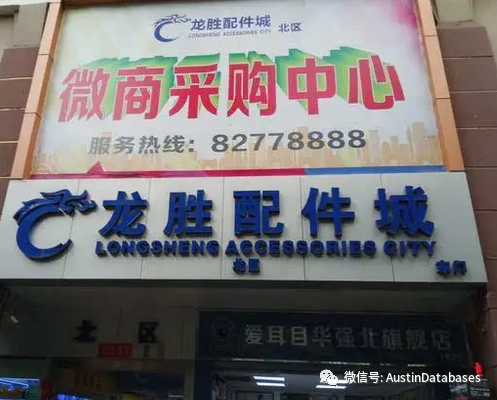 龙胜配件城 北区
LONGSHENG ACCESSORIES CITY
微商采购中心
服务热线：82778888
龙胜配件城
LONGSHENG ACCESSORIES CITY
北区 东门
北区
爱耳目华强北旗舰店
微信号: AustinDatabases